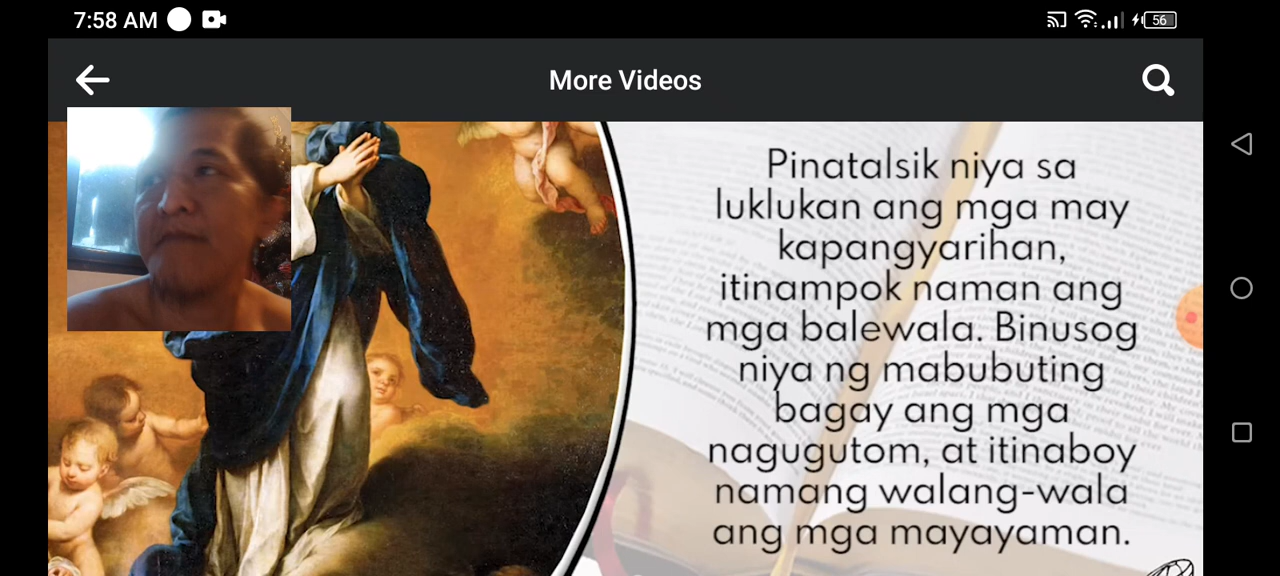 7:58 AM
56
More Videos
Pinatalsik niya sa
luklukan ang mga may
kapangyarihan,
itinampok naman ang
mga balewala. Binusog
niya ng mabubuting
bagay ang mga
nagugutom, at itinaboy
namang walang-wala
ang mga mayayaman.